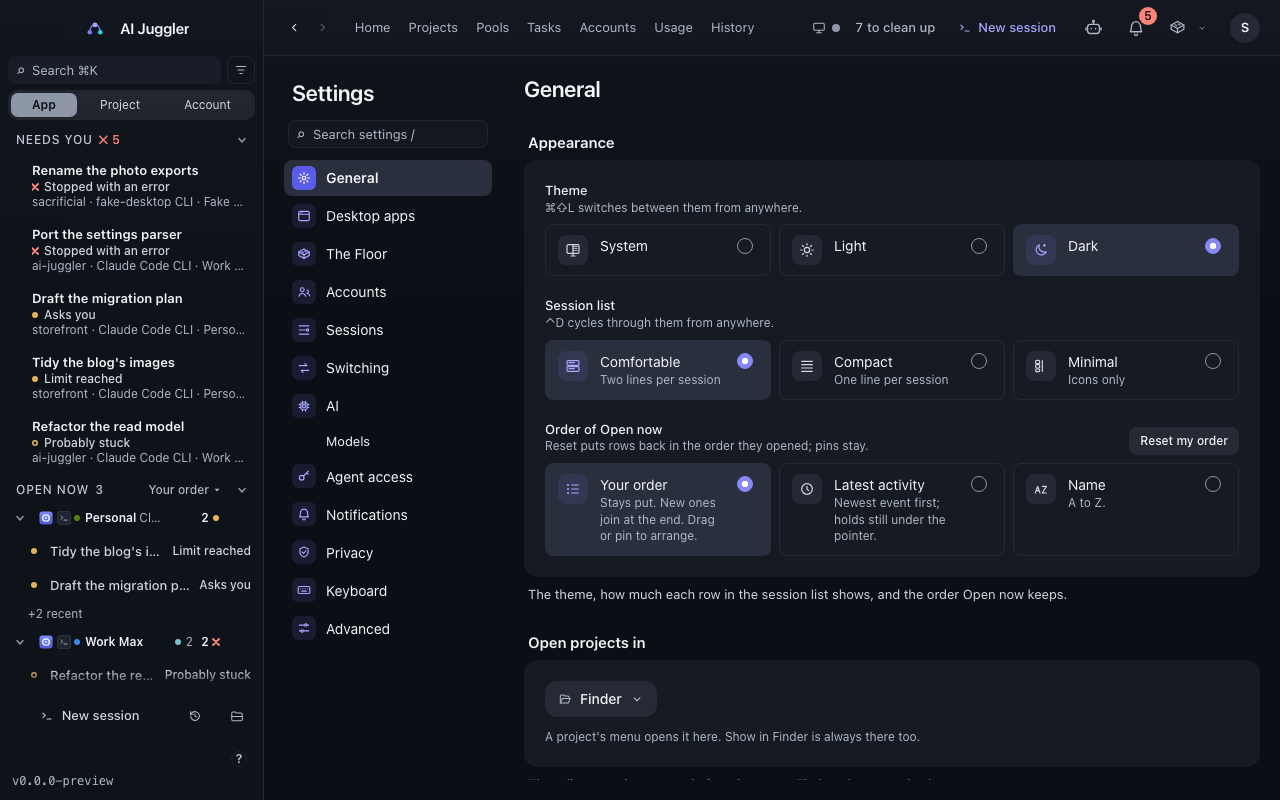 AI Juggler
Search ⌘K
App
Project
Account
NEEDS YOU 5
Rename the photo exports
Stopped with an error
sacrificial · fake-desktop CLI · Fake ...
Port the settings parser
Stopped with an error
ai-juggler · Claude Code CLI · Work ...
Draft the migration plan
Asks you
storefront · Claude Code CLI · Perso...
Tidy the blog's images
Limit reached
storefront · Claude Code CLI · Perso...
Refactor the read model
Probably stuck
ai-juggler · Claude Code CLI · Work ...
OPEN NOW 3
Your order
Personal Cl... 2
Tidy the blog's i... Limit reached
Draft the migration p... Asks you
+2 recent
Work Max 2 2
Refactor the re... Probably stuck
New session
?
v0.0.0-preview
Home
Projects
Pools
Tasks
Accounts
Usage
History
7 to clean up
New session
5
S
Settings
Search settings /
General
Desktop apps
The Floor
Accounts
Sessions
Switching
AI
Models
Agent access
Notifications
Privacy
Keyboard
Advanced
General
Appearance
Theme
⌘⇧L switches between them from anywhere.
System
Light
Dark
Session list
^D cycles through them from anywhere.
Comfortable
Two lines per session
Compact
One line per session
Minimal
Icons only
Order of Open now
Reset puts rows back in the order they opened; pins stay.
Reset my order
Your order
Stays put. New ones
join at the end. Drag
or pin to arrange.
Latest activity
Newest event first;
holds still under the
pointer.
AZ
Name
A to Z.
The theme, how much each row in the session list shows, and the order Open now keeps.
Open projects in
Finder
A project's menu opens it here. Show in Finder is always there too.